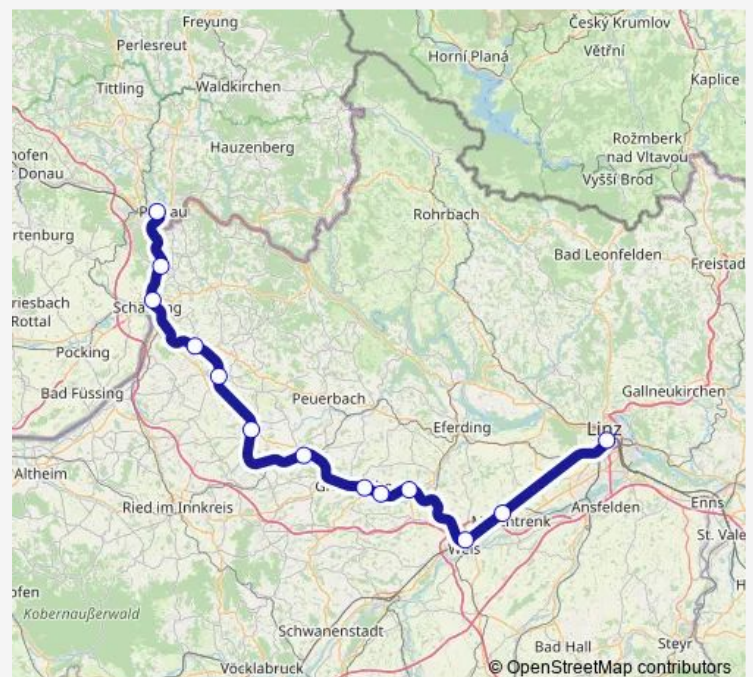 Freyung
Český Krumlov
Perlesreut
Horní Planá
Větřní
Tittling
Waldkirchen
Kaplice
Rožmberk
nad Vltavou
Hauzenberg
Vyšší Brod
Rohrbach
Bad Leonfelden
Freistad
riesbach
Rottal
Pocking
Bad Füssing
Peuerbach
Gallneukirchen
Eferding
Linz
Altheim
Ried im Innkreis
Ansfelden
Enns
St. Vale
Wels
Kobernaußerwald
Schwanenstadt
Bad Hall
Steyr
Vöcklabruck
© OpenStreetMap contributors